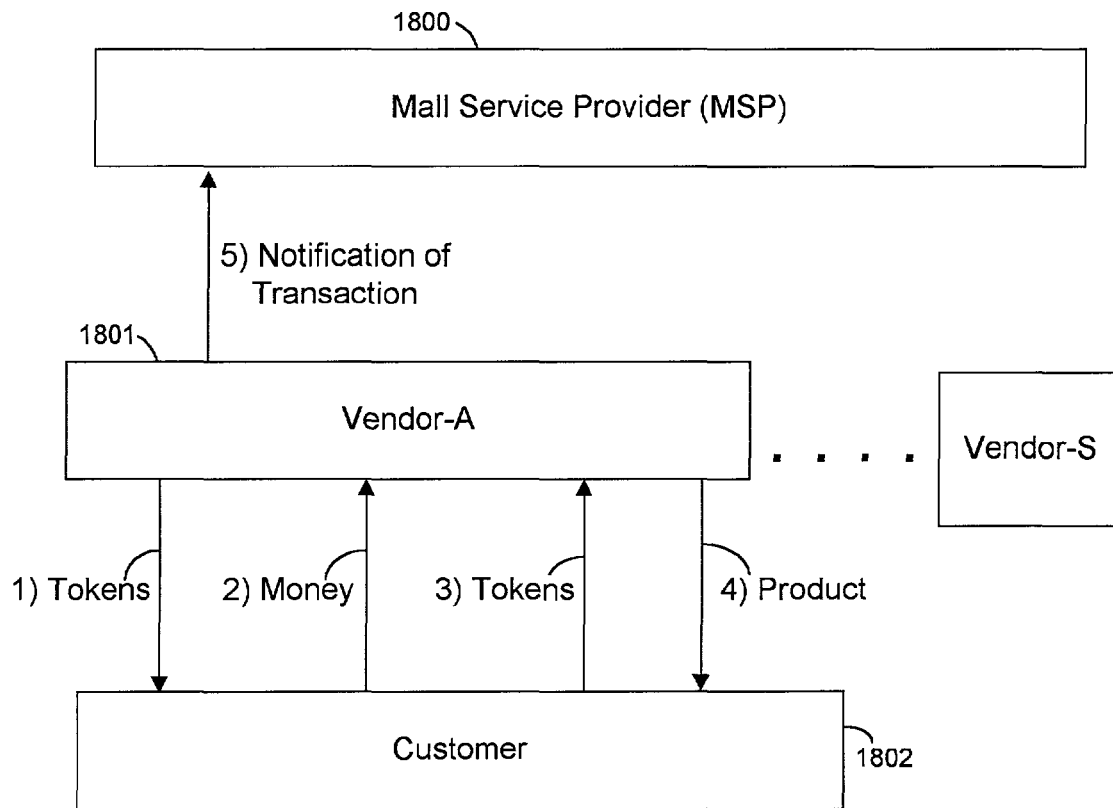 1800
Mall Service Provider (MSP)
5) Notification of
Transaction
1801
Vendor-A
. . . .
Vendor-S
1) Tokens
2) Money
3) Tokens
4) Product
Customer
1802